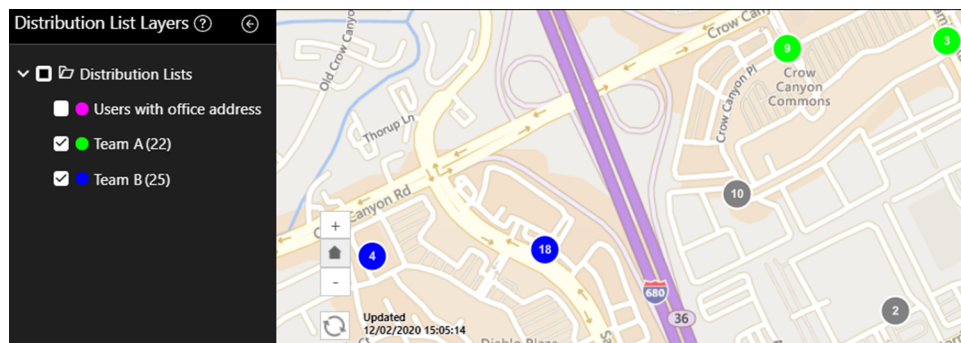 Distribution List Layers ?
Distribution Lists
Users with office address
Team A (22)
Team B (25)
Old Crow Canyon
Thorup Ln
Crow Canyon Pl
Crow
Canyon
Commons
9
3
10
Canyon Rd
4
18
680
36
2
+
-
Updated
12/02/2020 15:05:14
Diablo Plaza